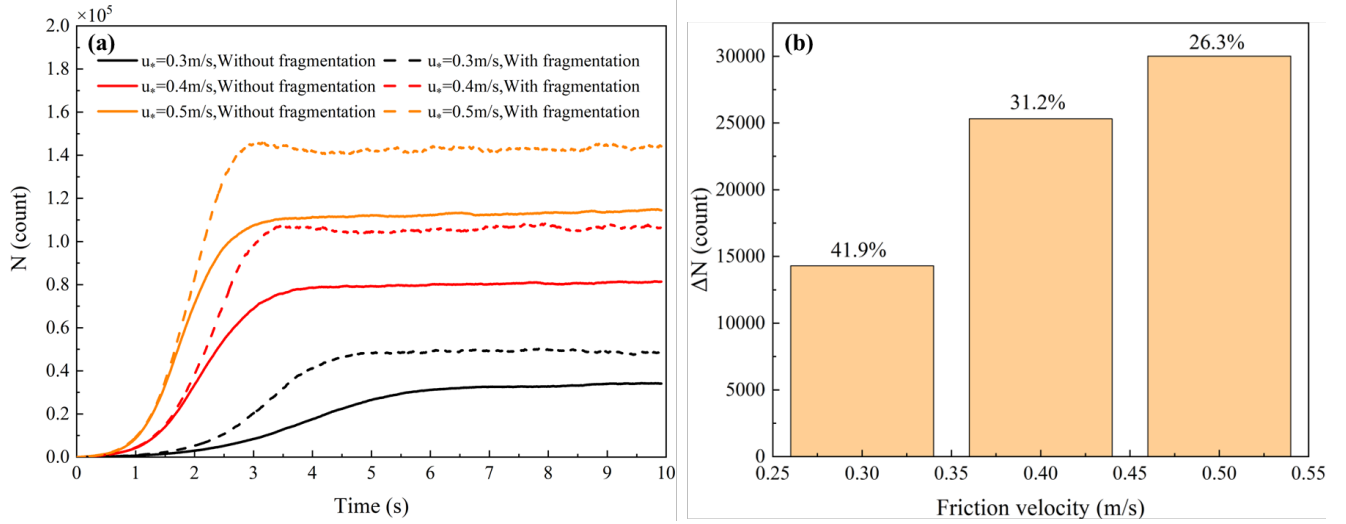 ×10⁵
2.0
(a)
1.8
u*=0.3m/s,Without fragmentation u*=0.3m/s,With fragmentation
1.6
u*=0.4m/s,Without fragmentation u*=0.4m/s,With fragmentation
u*=0.5m/s,Without fragmentation u*=0.5m/s,With fragmentation
1.4
1.2
1.0
0.8
0.6
0.4
0.2
0.0
N (count)
0 1 2 3 4 5 6 7 8 9 10
Time (s)
(b)
30000
25000
20000
15000
10000
5000
0
ΔN (count)
41.9%
31.2%
26.3%
0.25 0.30 0.35 0.40 0.45 0.50 0.55
Friction velocity (m/s)